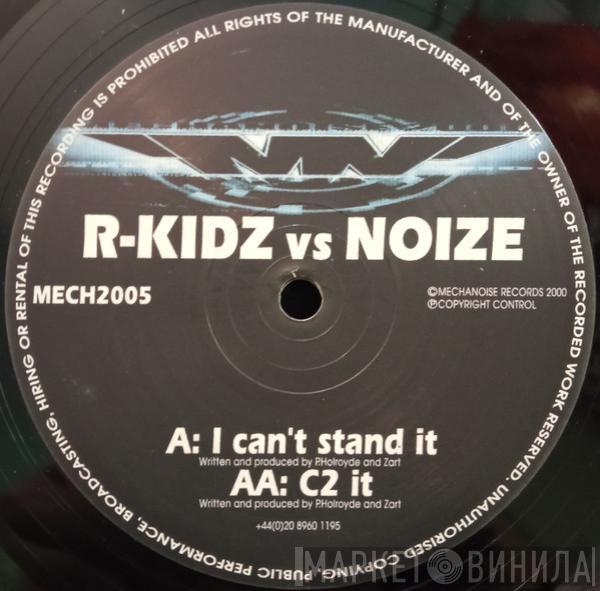 IS PROHIBITED ALL RIGHTS OF THE MANUFACTURER AND OF THE OWNER OF THE RECORDED WORK RESERVED. UNAUTHORISED COPYING, PUBLIC PERFORMANCE, BROADCASTING, HIRING OR RENTAL OF THIS RECORDING
MN
R-KIDZ vs NOIZE
MECH2005
©MECHANOISE RECORDS 2000
℗COPYRIGHT CONTROL
A: I can't stand it
Written and produced by P.Holroyde and Zart
AA: C2 it
Written and produced by P.Holroyde and Zart
+44(0)20 8960 1195
МАРКЕТ ВИНИЛА